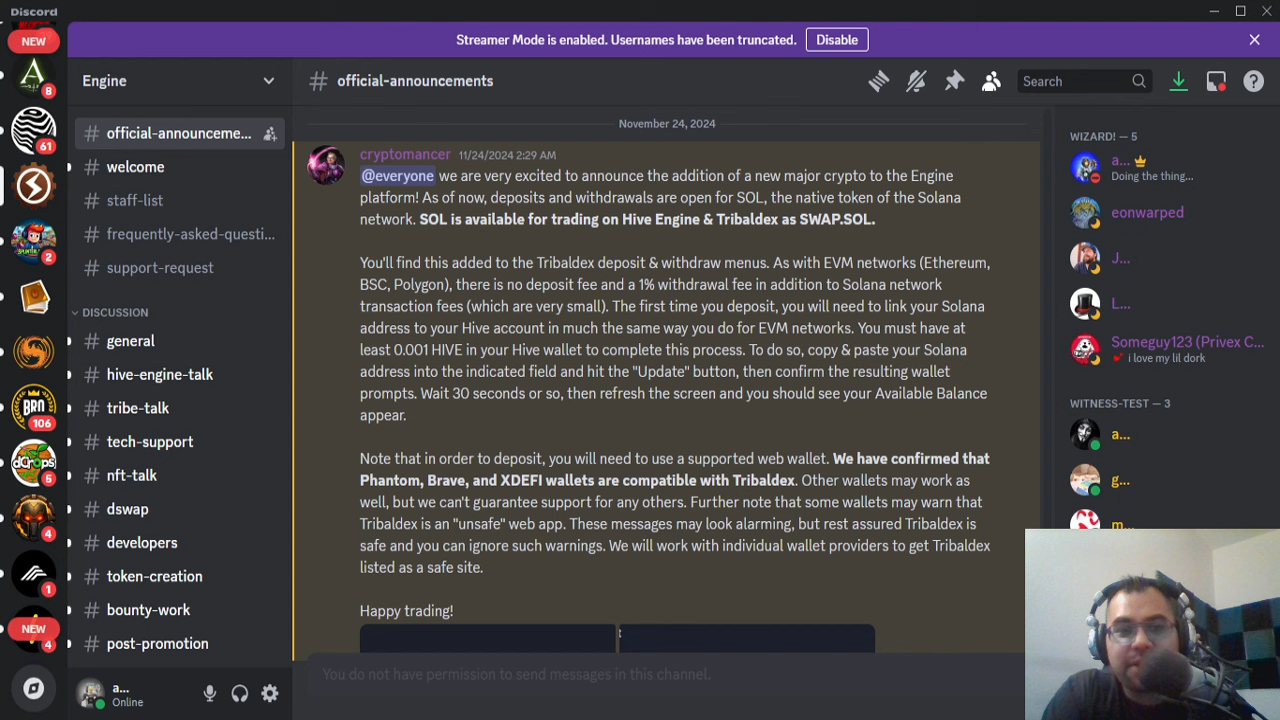 Discord
Streamer Mode is enabled. Usernames have been truncated.
Disable
NEW
8
61
2
106
5
4
1
NEW
4
Engine
official-announceme...
welcome
staff-list
frequently-asked-questi...
support-request
DISCUSSION
general
hive-engine-talk
tribe-talk
tech-support
nft-talk
dswap
developers
token-creation
bounty-work
post-promotion
a...
Online
official-announcements
Search
November 24, 2024
cryptomancer 11/24/2024 2:29 AM
@everyone we are very excited to announce the addition of a new major crypto to the Engine
platform! As of now, deposits and withdrawals are open for SOL, the native token of the Solana
network. SOL is available for trading on Hive Engine & Tribaldex as SWAP.SOL.
You'll find this added to the Tribaldex deposit & withdraw menus. As with EVM networks (Ethereum,
BSC, Polygon), there is no deposit fee and a 1% withdrawal fee in addition to Solana network
transaction fees (which are very small). The first time you deposit, you will need to link your Solana
address to your Hive account in much the same way you do for EVM networks. You must have at
least 0.001 HIVE in your Hive wallet to complete this process. To do so, copy & paste your Solana
address into the indicated field and hit the "Update" button, then confirm the resulting wallet
prompts. Wait 30 seconds or so, then refresh the screen and you should see your Available Balance
appear.
Note that in order to deposit, you will need to use a supported web wallet. We have confirmed that
Phantom, Brave, and XDEFI wallets are compatible with Tribaldex. Other wallets may work as
well, but we can't guarantee support for any others. Further note that some wallets may warn that
Tribaldex is an "unsafe" web app. These messages may look alarming, but rest assured Tribaldex is
safe and you can ignore such warnings. We will work with individual wallet providers to get Tribaldex
listed as a safe site.
Happy trading!
You do not have permission to send messages in this channel.
WIZARD! — 5
a...
Doing the thing...
eonwarped
J...
L...
Someguy123 (Privex C...
i love my lil dork
WITNESS-TEST — 3
a...
g...
m...